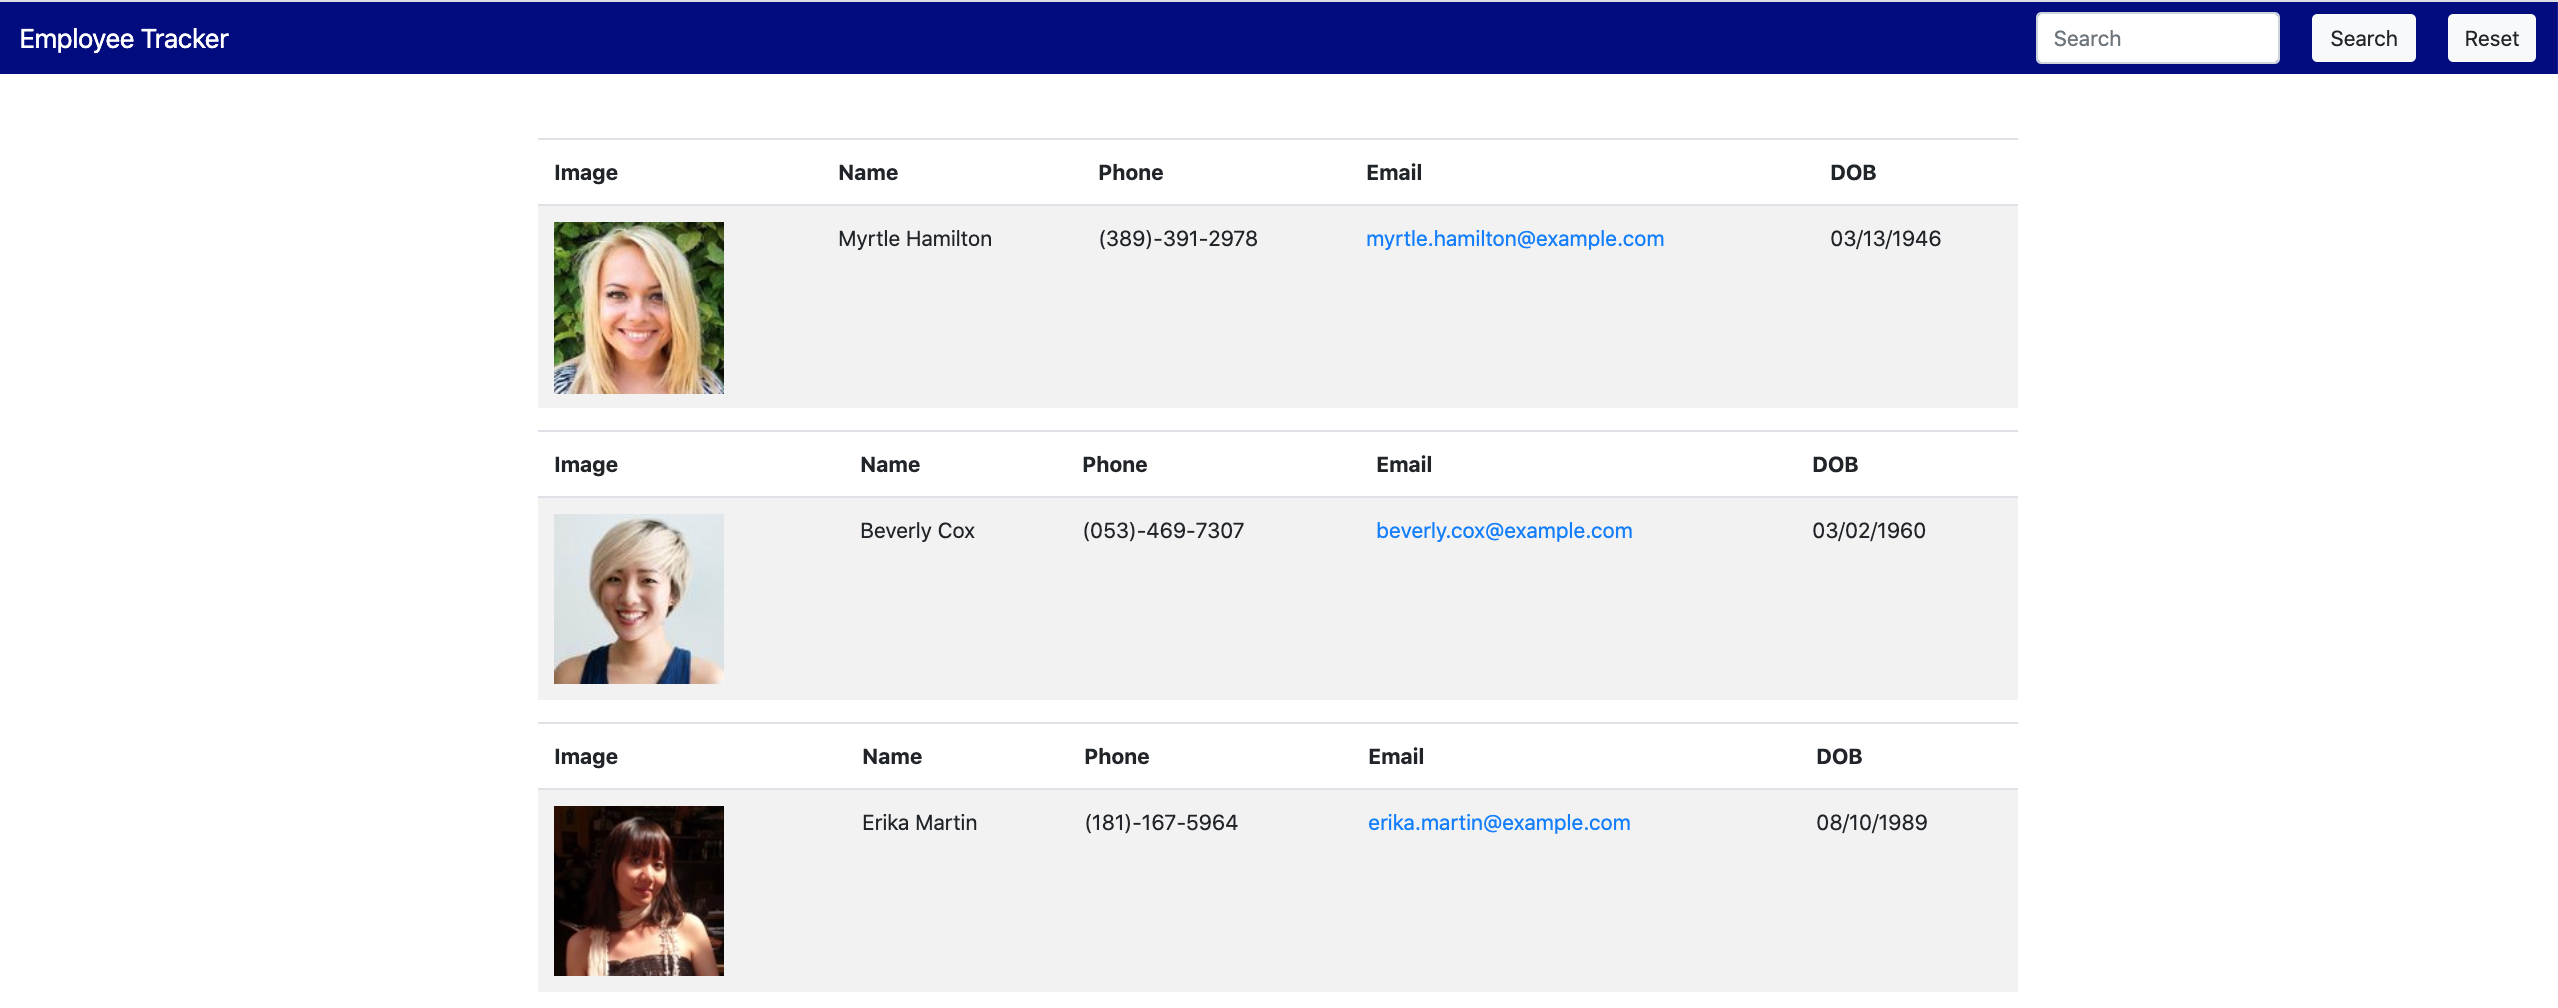 Employee Tracker Search Search Reset
Image Name Phone Email DOB
Myrtle Hamilton (389)-391-2978 myrtle.hamilton@example.com 03/13/1946
Image Name Phone Email DOB
Beverly Cox (053)-469-7307 beverly.cox@example.com 03/02/1960
Image Name Phone Email DOB
Erika Martin (181)-167-5964 erika.martin@example.com 08/10/1989